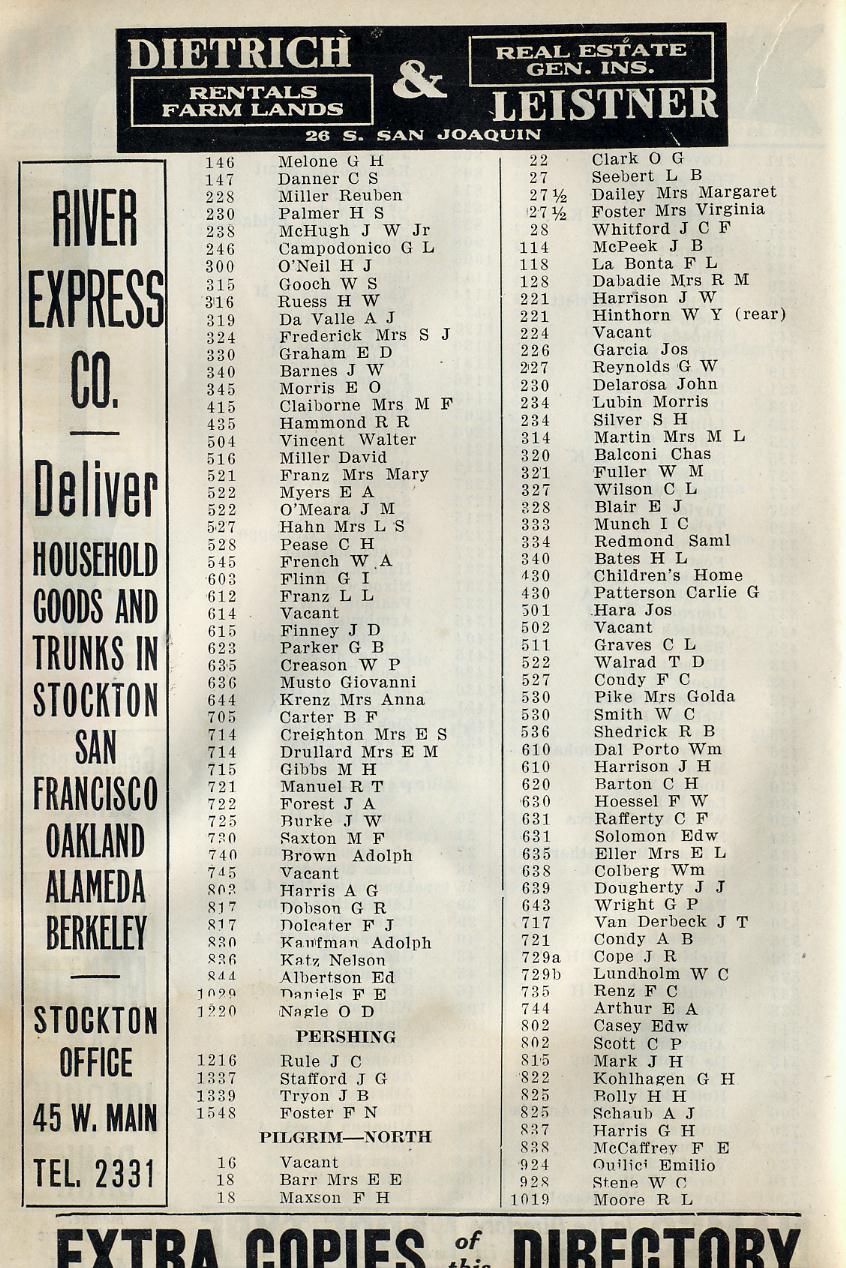 DIETRICH
RENTALS
FARM LANDS
&
REAL ESTATE
GEN. INS.
LEISTNER
26 S. SAN JOAQUIN
RIVER
EXPRESS
CO.
Deliver
HOUSEHOLD
GOODS AND
TRUNKS IN
STOCKTON
SAN
FRANCISCO
OAKLAND
ALAMEDA
BERKELEY
STOCKTON
OFFICE
45 W. MAIN
TEL. 2331
146 Melone G H
147 Danner C S
228 Miller Reuben
230 Palmer H S
238 McHugh J W Jr
246 Campodonico G L
300 O'Neil H J
315 Gooch W S
316 Ruess H W
319 Da Valle A J
324 Frederick Mrs S J
330 Graham E D
340 Barnes J W
345 Morris E O
415 Claiborne Mrs M F
435 Hammond R R
504 Vincent Walter
516 Miller David
521 Franz Mrs Mary
522 Myers E A
522 O'Meara J M
527 Hahn Mrs L S
528 Pease C H
545 French W A
603 Flinn G I
612 Franz L L
614 Vacant
615 Finney J D
623 Parker G B
635 Creason W P
636 Musto Giovanni
644 Krenz Mrs Anna
705 Carter B F
714 Creighton Mrs E S
714 Drullard Mrs E M
715 Gibbs M H
721 Manuel R T
722 Forest J A
725 Burke J W
730 Saxton M F
740 Brown Adolph
745 Vacant
803 Harris A G
817 Dobson G R
817 Dolcater F J
830 Kaufman Adolph
836 Katz Nelson
844 Albertson Ed
1029 Daniels F E
1220 Nagle O D
PERSHING
1216 Rule J C
1337 Stafford J G
1339 Tryon J B
1548 Foster F N
PILGRIM—NORTH
16 Vacant
18 Barr Mrs E E
18 Maxson F H
22 Clark O G
27 Seebert L B
27½ Dailey Mrs Margaret
27½ Foster Mrs Virginia
28 Whitford J C F
114 McPeek J B
118 La Bonta F L
128 Dabadie Mrs R M
221 Harrison J W
221 Hinthorn W Y (rear)
224 Vacant
226 Garcia Jos
227 Reynolds G W
230 Delarosa John
234 Lubin Morris
234 Silver S H
314 Martin Mrs M L
320 Balconi Chas
321 Fuller W M
327 Wilson C L
328 Blair E J
333 Munch I C
334 Redmond Saml
340 Bates H L
430 Children's Home
430 Patterson Carlie G
501 Hara Jos
502 Vacant
511 Graves C L
522 Walrad T D
527 Condy F C
530 Pike Mrs Golda
530 Smith W C
536 Shedrick R B
610 Dal Porto Wm
610 Harrison J H
620 Barton C H
630 Hoessel F W
631 Rafferty C F
631 Solomon Edw
635 Eller Mrs E L
638 Colberg Wm
639 Dougherty J J
643 Wright G P
717 Van Derbeck J T
721 Condy A B
729a Cope J R
729b Lundholm W C
735 Renz F C
744 Arthur E A
802 Casey Edw
802 Scott C P
815 Mark J H
822 Kohlhagen G H
825 Bolly H H
825 Schaub A J
837 Harris G H
838 McCaffrey F E
924 Quilici Emilio
928 Stene W C
1019 Moore R L
EXTRA COPIES of this DIRECTORY